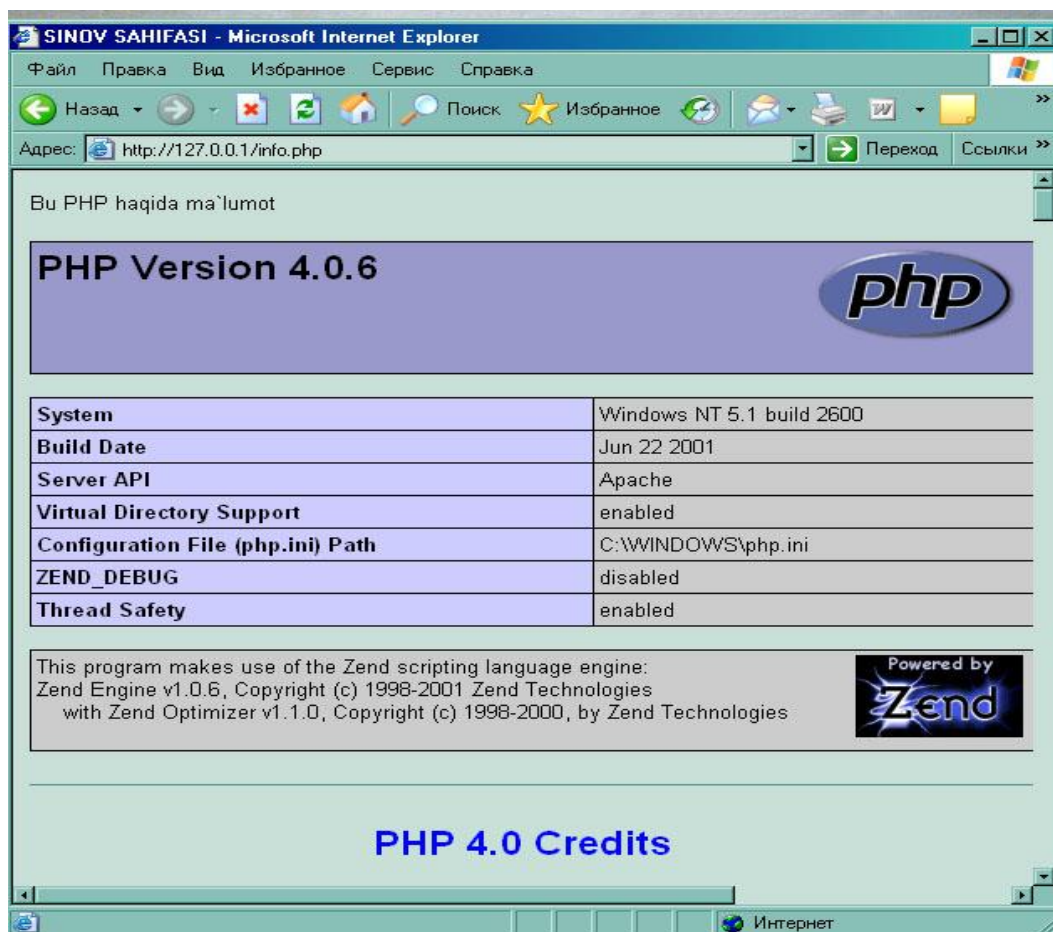 SINOV SAHIFASI - Microsoft Internet Explorer
Файл Правка Вид Избранное Сервис Справка
Назад Поиск Избранное »
Адрес: http://127.0.0.1/info.php Переход Ссылки »
Bu PHP haqida ma`lumot
PHP Version 4.0.6 php
System Windows NT 5.1 build 2600
Build Date Jun 22 2001
Server API Apache
Virtual Directory Support enabled
Configuration File (php.ini) Path C:\WINDOWS\php.ini
ZEND_DEBUG disabled
Thread Safety enabled
This program makes use of the Zend scripting language engine:
Zend Engine v1.0.6, Copyright (c) 1998-2001 Zend Technologies
with Zend Optimizer v1.1.0, Copyright (c) 1998-2000, by Zend Technologies
Powered by
Zend
PHP 4.0 Credits
Интернет